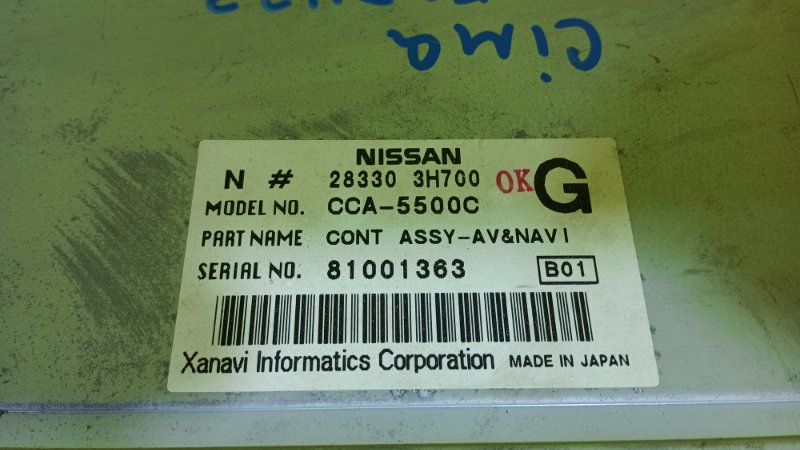 cima
NISSAN
N # 28330 3H700 OK G
MODEL NO. CCA-5500C
PART NAME CONT ASSY-AV&NAVI
SERIAL NO. 81001363 B01
Xanavi Informatics Corporation MADE IN JAPAN